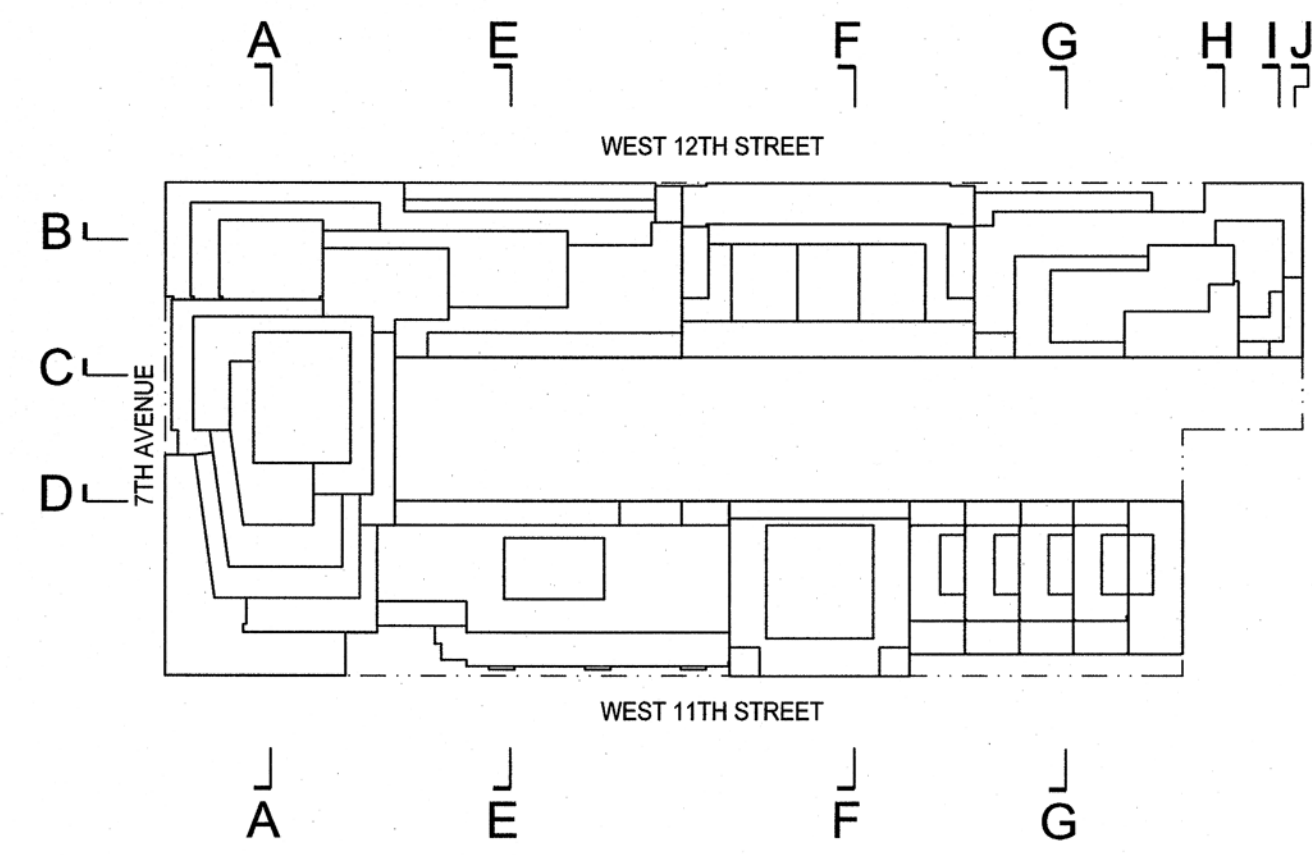 A E F G H I J
WEST 12TH STREET
B
C
7TH AVENUE
D
WEST 11TH STREET
A E F G